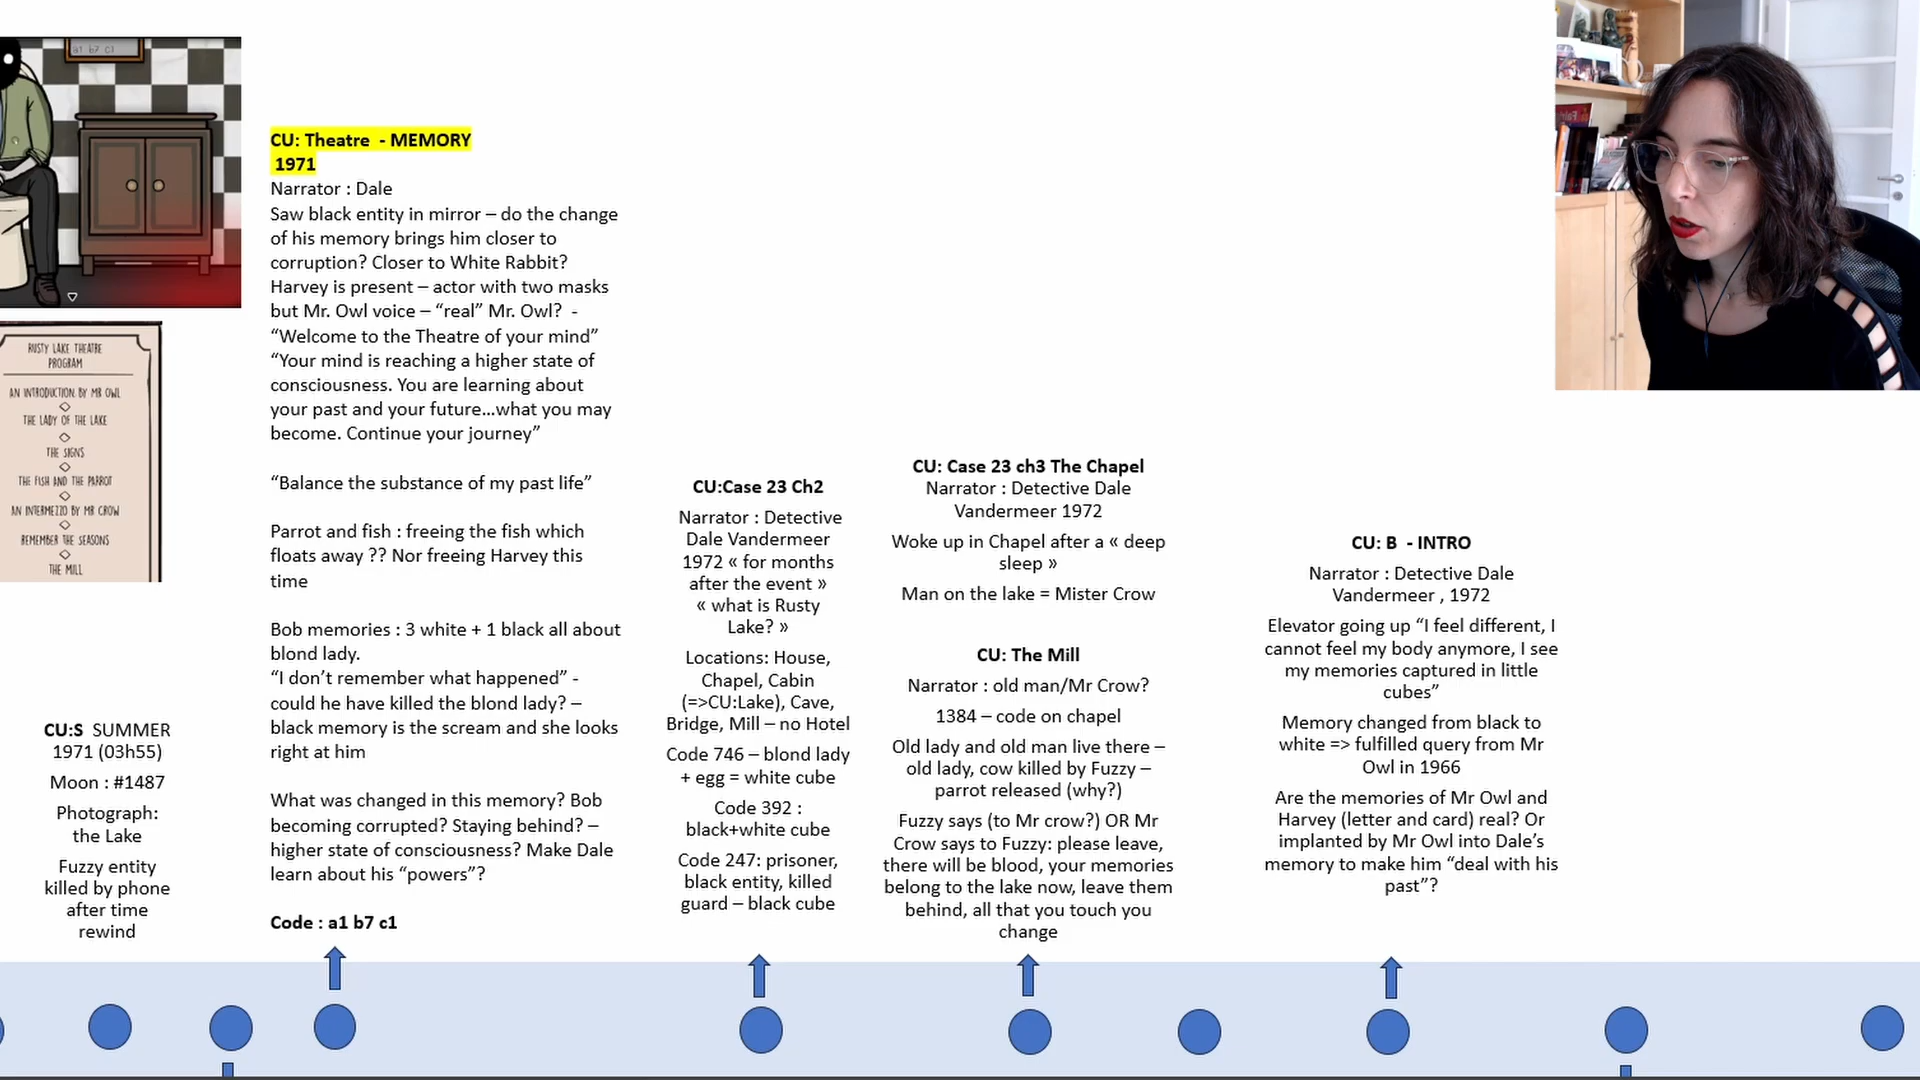 a1 b7 c1
RUSTY LAKE THEATRE
PROGRAM
AN INTRODUCTION BY MR OWL
THE LADY OF THE LAKE
THE SIGNS
THE FISH AND THE PARROT
AN INTERMEZZO BY MR CROW
REMEMBER THE SEASONS
THE MILL
CU:S SUMMER
1971 (03h55)
Moon : #1487
Photograph:
the Lake
Fuzzy entity
killed by phone
after time
rewind
CU: Theatre - MEMORY
1971
Narrator : Dale
Saw black entity in mirror – do the change
of his memory brings him closer to
corruption? Closer to White Rabbit?
Harvey is present – actor with two masks
but Mr. Owl voice – “real” Mr. Owl? -
“Welcome to the Theatre of your mind”
“Your mind is reaching a higher state of
consciousness. You are learning about
your past and your future…what you may
become. Continue your journey”
“Balance the substance of my past life”
Parrot and fish : freeing the fish which
floats away ?? Nor freeing Harvey this
time
Bob memories : 3 white + 1 black all about
blond lady.
“I don’t remember what happened” -
could he have killed the blond lady? –
black memory is the scream and she looks
right at him
What was changed in this memory? Bob
becoming corrupted? Staying behind? –
higher state of consciousness? Make Dale
learn about his “powers”?
Code : a1 b7 c1
CU:Case 23 Ch2
Narrator : Detective
Dale Vandermeer
1972 « for months
after the event »
« what is Rusty
Lake? »
Locations: House,
Chapel, Cabin
(=>CU:Lake), Cave,
Bridge, Mill – no Hotel
Code 746 – blond lady
+ egg = white cube
Code 392 :
black+white cube
Code 247: prisoner,
black entity, killed
guard – black cube
CU: Case 23 ch3 The Chapel
Narrator : Detective Dale
Vandermeer 1972
Woke up in Chapel after a « deep
sleep »
Man on the lake = Mister Crow
CU: The Mill
Narrator : old man/Mr Crow?
1384 – code on chapel
Old lady and old man live there –
old lady, cow killed by Fuzzy –
parrot released (why?)
Fuzzy says (to Mr crow?) OR Mr
Crow says to Fuzzy: please leave,
there will be blood, your memories
belong to the lake now, leave them
behind, all that you touch you
change
CU: B - INTRO
Narrator : Detective Dale
Vandermeer , 1972
Elevator going up “I feel different, I
cannot feel my body anymore, I see
my memories captured in little
cubes”
Memory changed from black to
white => fulfilled query from Mr
Owl in 1966
Are the memories of Mr Owl and
Harvey (letter and card) real? Or
implanted by Mr Owl into Dale’s
memory to make him “deal with his
past”?